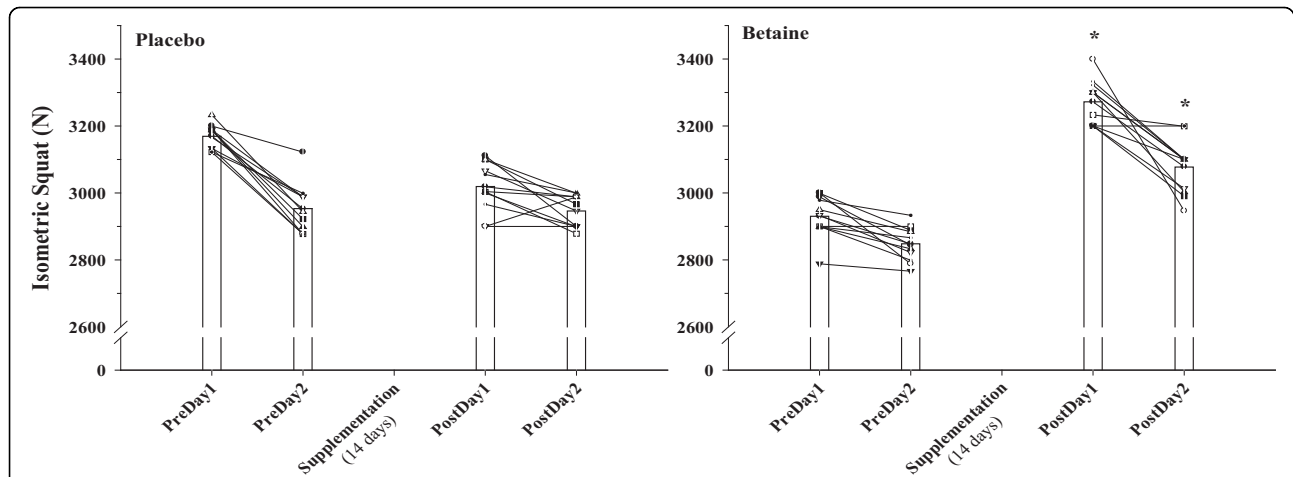 Placebo
Isometric Squat (N)
3400
3200
3000
2800
2600
0
PreDay1
PreDay2
Supplementation
(14 days)
PostDay1
PostDay2
Betaine
3400
3200
3000
2800
2600
0
*
*
PreDay1
PreDay2
Supplementation
(14 days)
PostDay1
PostDay2